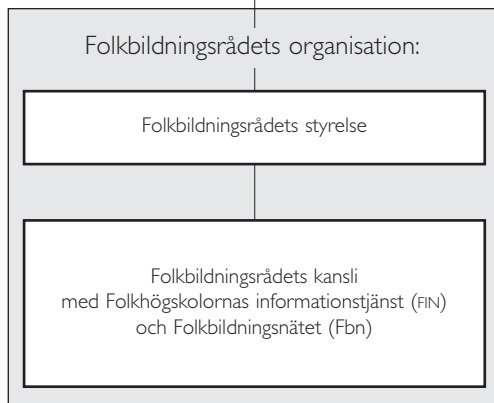 Folkbildningsrådets organisation:
Folkbildningsrådets styrelse
Folkbildningsrådets kansli
med Folkhögskolornas informationstjänst (FIN)
och Folkbildningsnätet (Fbn)